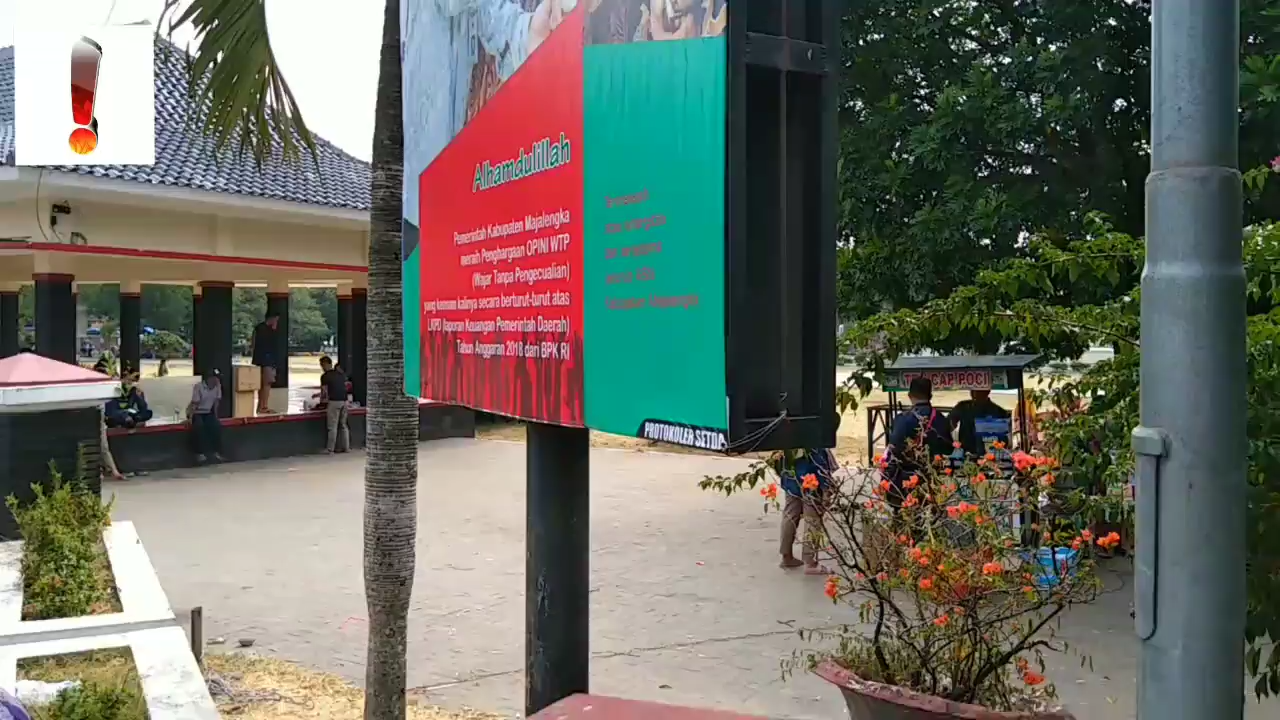 Alhamdulillah
Pemerintah Kabupaten Majalengka
meraih Penghargaan OPINI WTP
(Wajar Tanpa Pengecualian)
yang keenam kalinya secara berturut-turut atas
LKPD (laporan Keuangan Pemerintah Daerah)
Tahun Anggaran 2018 dari BPK RI
PROTOKOLER SETDA
CAP POCI